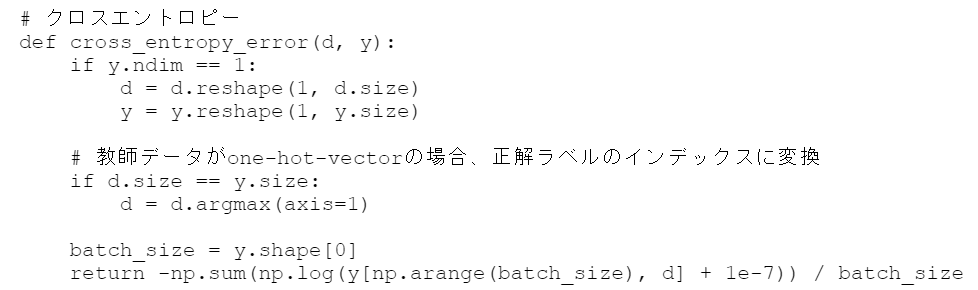 # クロスエントロピー
def cross_entropy_error(d, y):
    if y.ndim == 1:
        d = d.reshape(1, d.size)
        y = y.reshape(1, y.size)

    # 教師データがone-hot-vectorの場合、正解ラベルのインデックスに変換
    if d.size == y.size:
        d = d.argmax(axis=1)

    batch_size = y.shape[0]
    return -np.sum(np.log(y[np.arange(batch_size), d] + 1e-7)) / batch_size